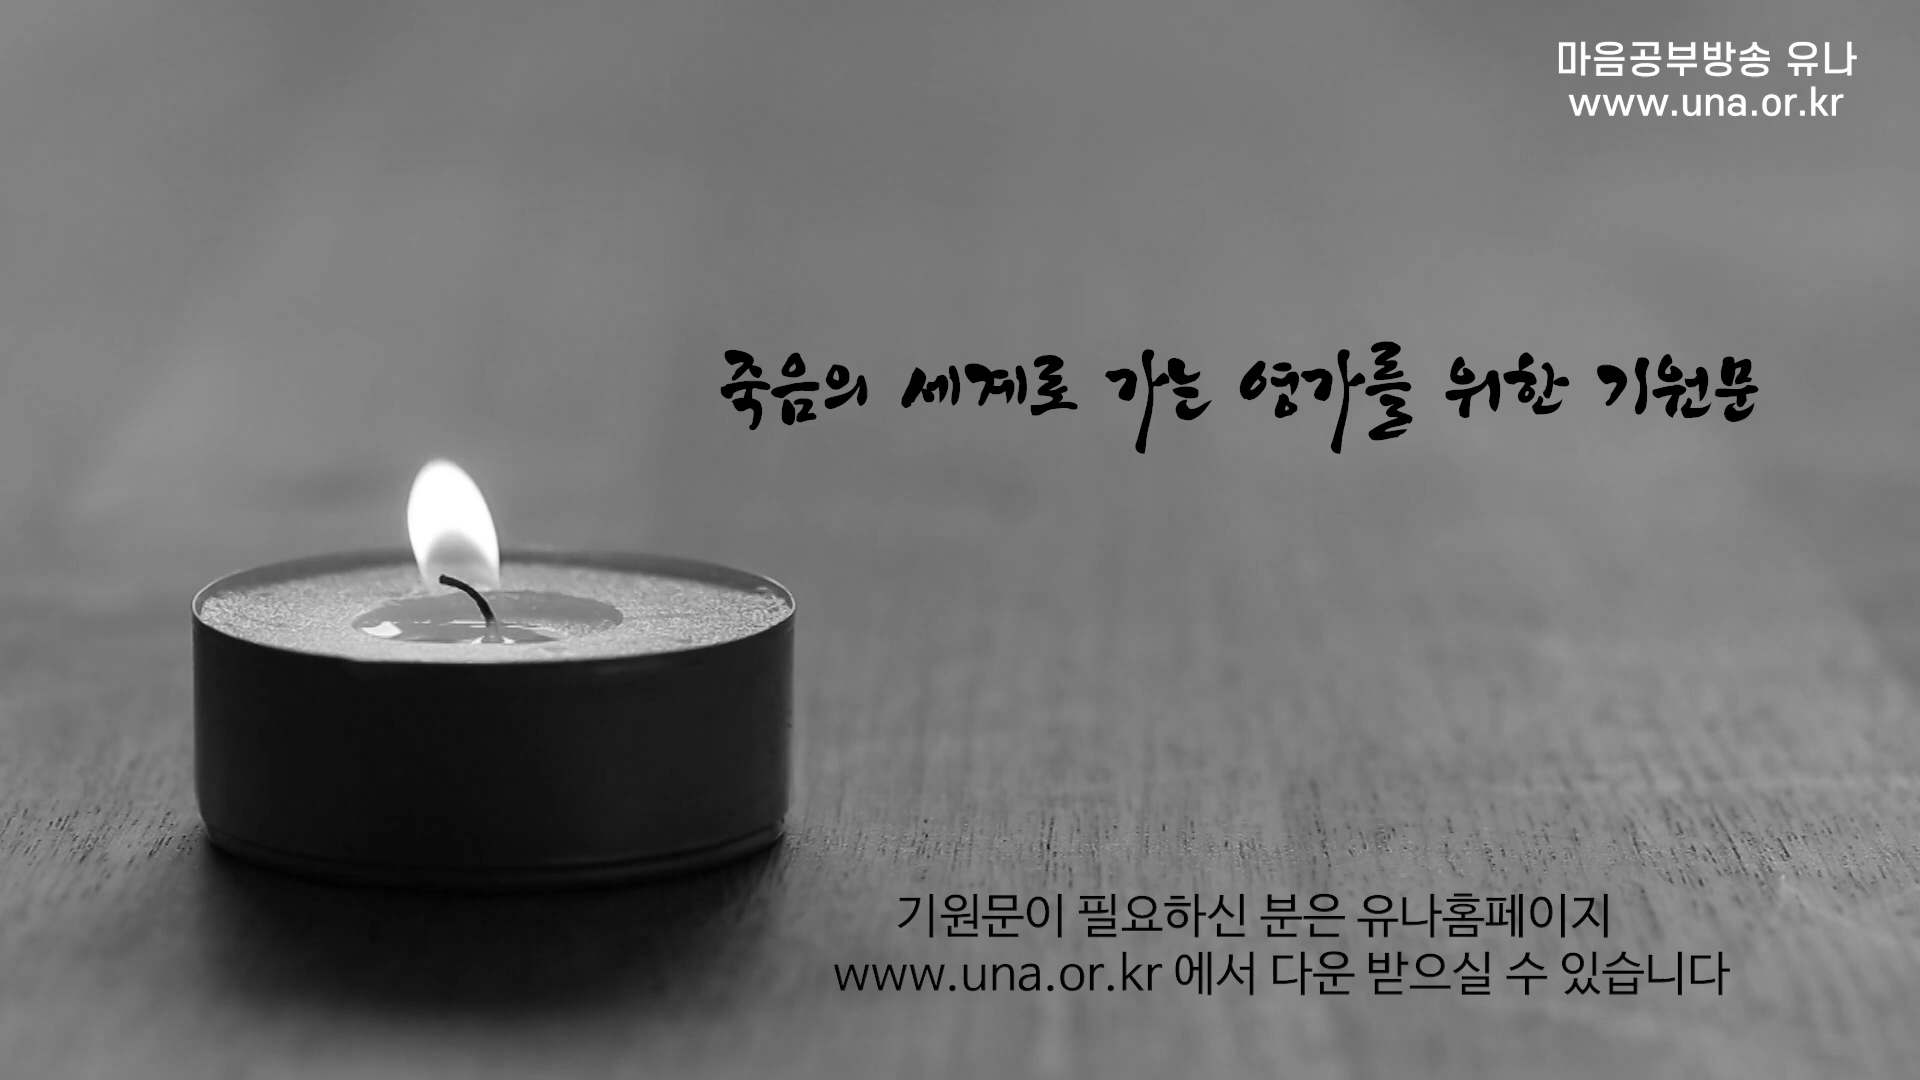 마음공부방송 유나
www.una.or.kr
죽음의 세계로 가는 영가를 위한 기원문
기원문이 필요하신 분은 유나홈페이지
www.una.or.kr 에서 다운 받으실 수 있습니다